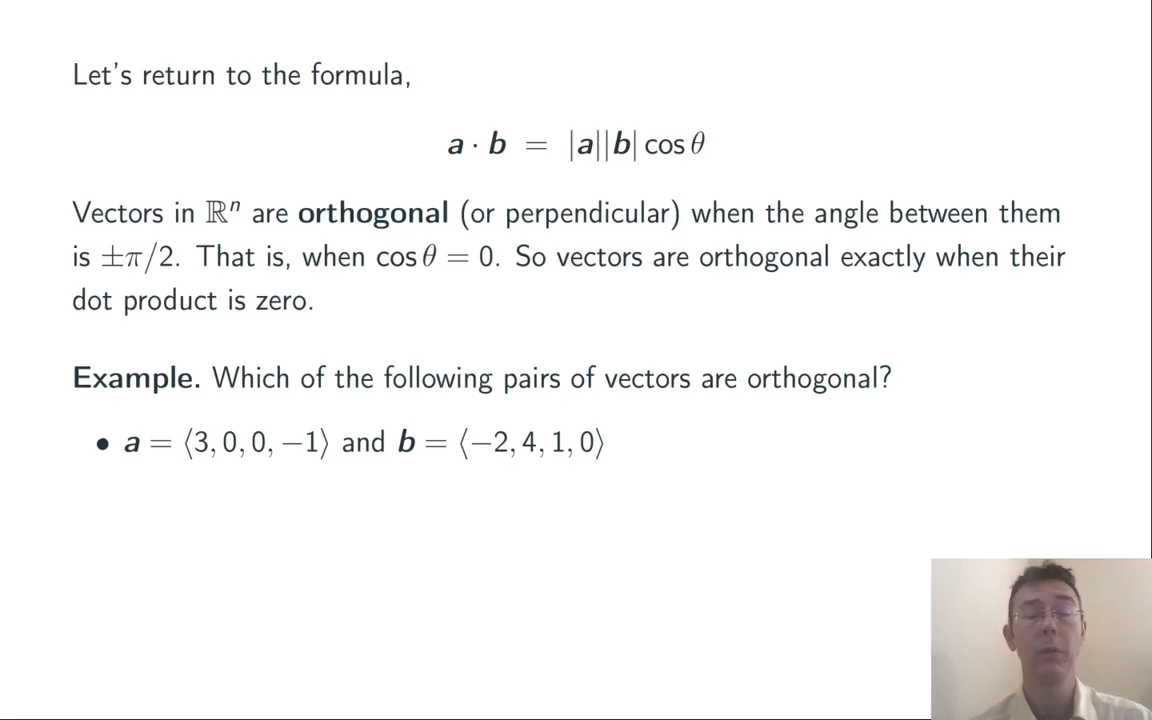 Let's return to the formula,
a · b = |a||b| cos θ
Vectors in ℝⁿ are orthogonal (or perpendicular) when the angle between them
is ±π/2. That is, when cos θ = 0. So vectors are orthogonal exactly when their
dot product is zero.
Example. Which of the following pairs of vectors are orthogonal?
• a = ⟨3, 0, 0, −1⟩ and b = ⟨−2, 4, 1, 0⟩